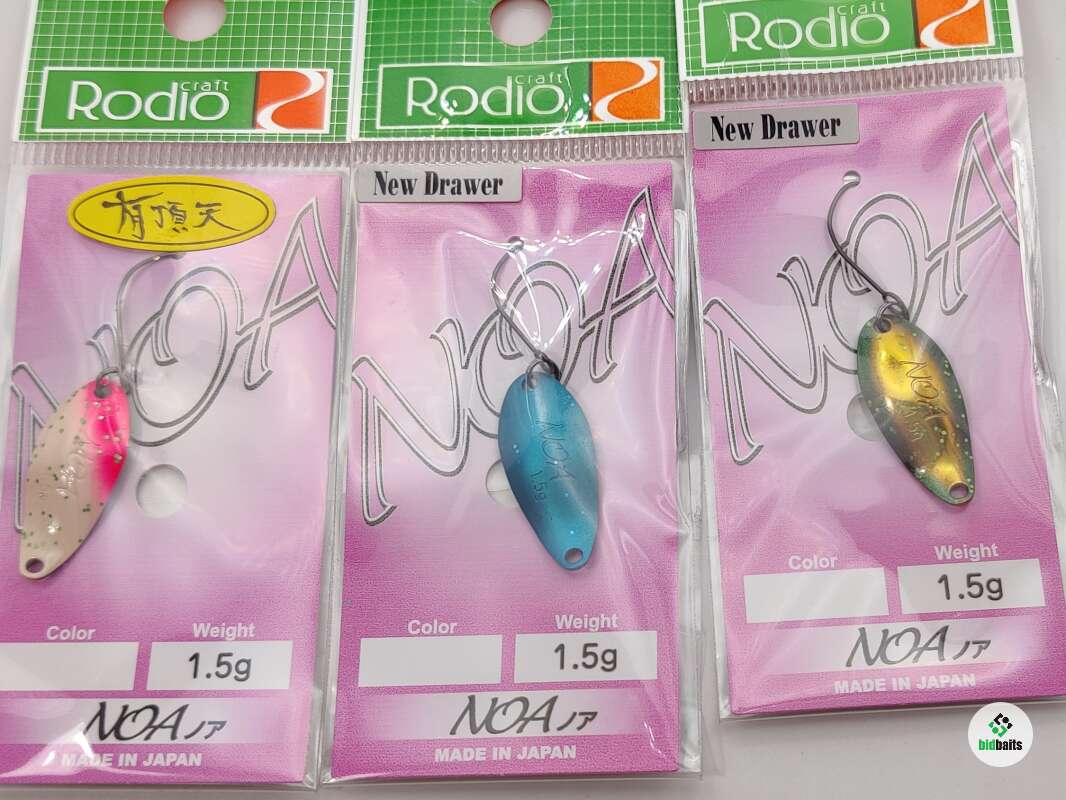 Rodio craft
有頂天
NOA
Color
Weight
1.5g
NOA ノア
MADE IN JAPAN
Rodio craft
New Drawer
NOA
NOA
1.5g
Color
Weight
1.5g
NOA ノア
MADE IN JAPAN
Rodio craft
New Drawer
NOA
NOA
1.5g
Color
Weight
1.5g
NOA ノア
MADE IN JAPAN
bidbaits